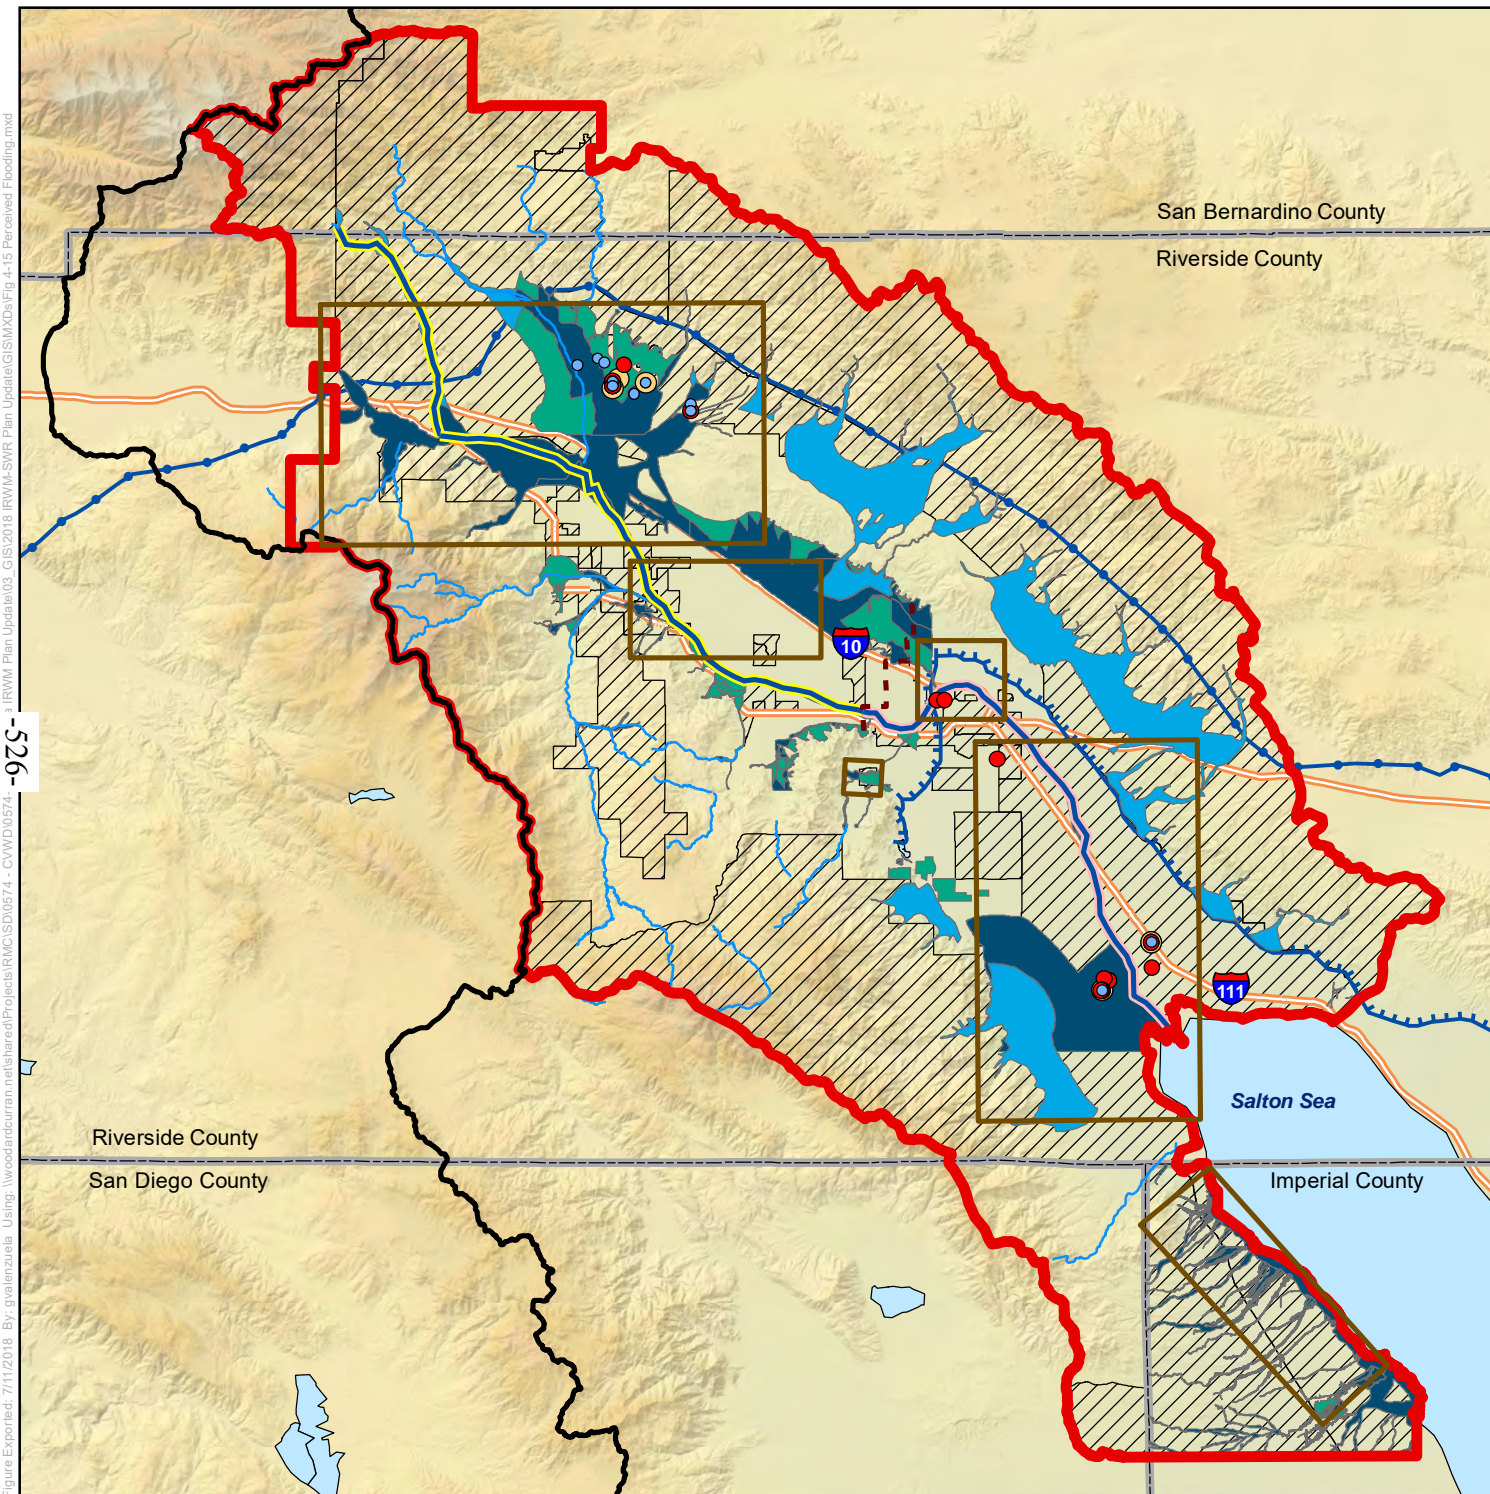 San Bernardino County
Riverside County
10
111
Salton Sea
Riverside County
San Diego County
Imperial County
-526-
Figure Exported: 7/11/2018 By: gvalenzuela Using: \\woodardcurran.net\shared\Projects\RMC\SD\0574 - CVWD\0574- IRWM Plan Update\03_GIS\2018 IRWM-SWR Plan Update\GIS\MXDs\Fig 4-15 Perceived Flooding.mxd